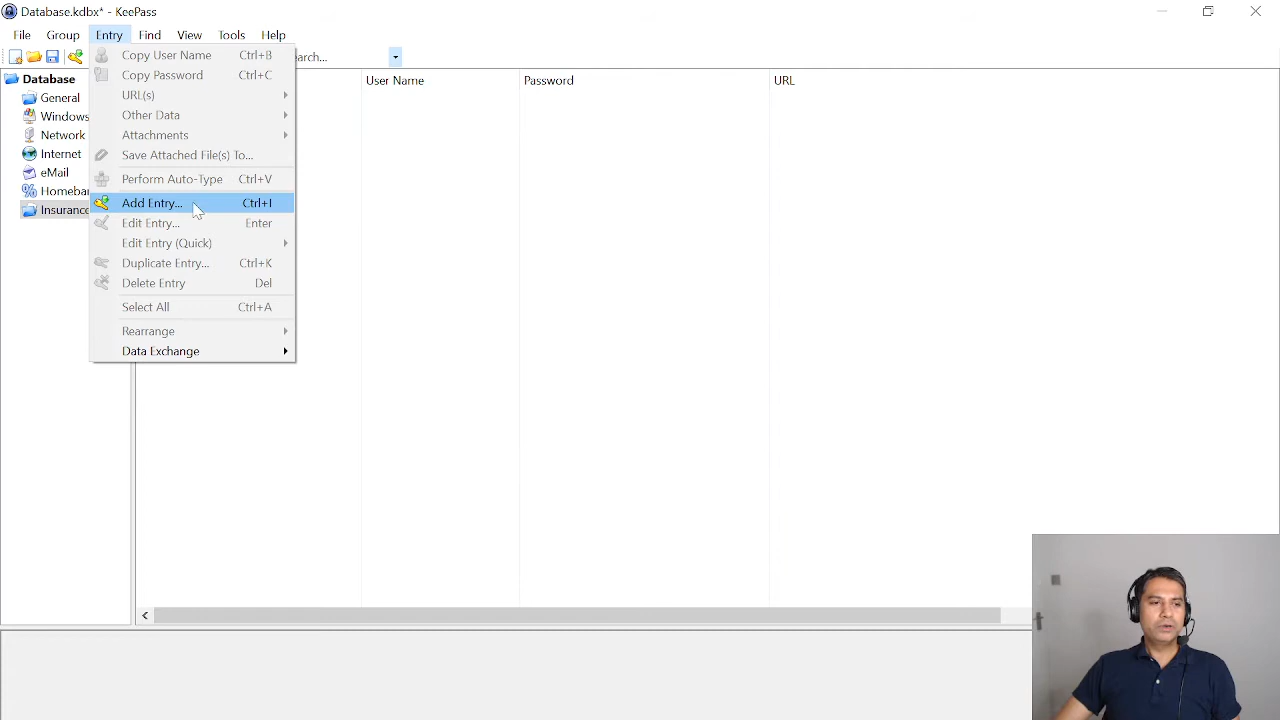 Database.kdbx* - KeePass
File Group Entry Find View Tools Help
earch...
Copy User Name Ctrl+B
Copy Password Ctrl+C
URL(s)
Other Data
Attachments
Save Attached File(s) To...
Perform Auto-Type Ctrl+V
Add Entry... Ctrl+I
Edit Entry... Enter
Edit Entry (Quick)
Duplicate Entry... Ctrl+K
Delete Entry Del
Select All Ctrl+A
Rearrange
Data Exchange
Database
General
Windows
Network
Internet
eMail
Homeba
Insurance
User Name Password URL